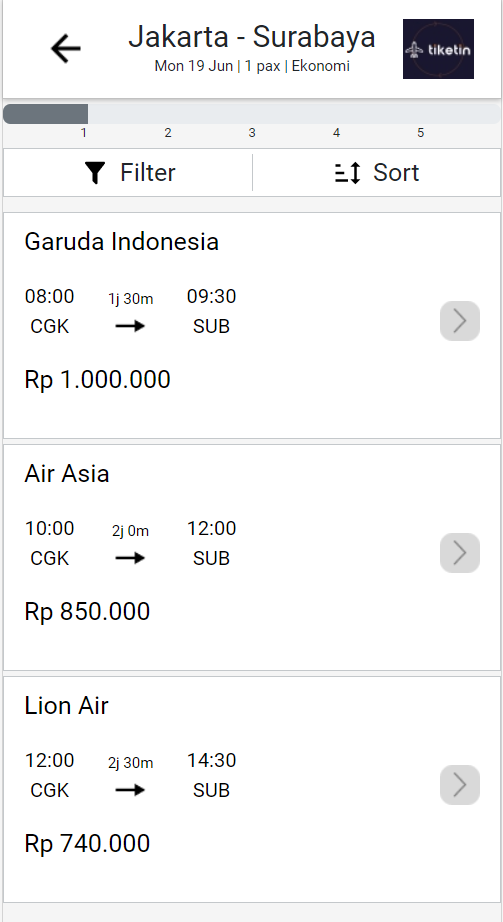 Jakarta - Surabaya
Mon 19 Jun | 1 pax | Ekonomi
tiketin
1 2 3 4 5
Filter Sort
Garuda Indonesia
08:00 1j 30m 09:30
CGK SUB
Rp 1.000.000
Air Asia
10:00 2j 0m 12:00
CGK SUB
Rp 850.000
Lion Air
12:00 2j 30m 14:30
CGK SUB
Rp 740.000